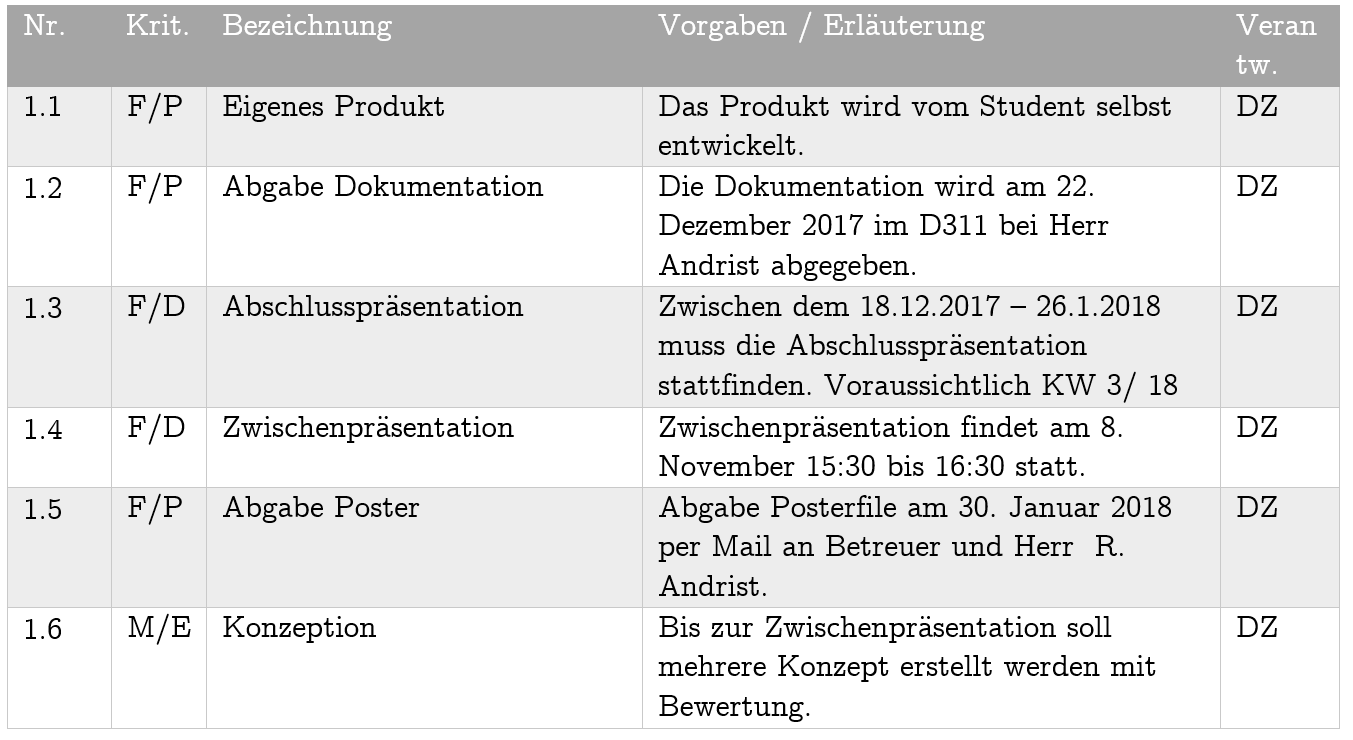 Nr. Krit. Bezeichnung Vorgaben / Erläuterung Veran
tw.
1.1 F/P Eigenes Produkt Das Produkt wird vom Student selbst DZ
entwickelt.
1.2 F/P Abgabe Dokumentation Die Dokumentation wird am 22. DZ
Dezember 2017 im D311 bei Herr
Andrist abgegeben.
1.3 F/D Abschlusspräsentation Zwischen dem 18.12.2017 – 26.1.2018 DZ
muss die Abschlusspräsentation
stattfinden. Voraussichtlich KW 3/ 18
1.4 F/D Zwischenpräsentation Zwischenpräsentation findet am 8. DZ
November 15:30 bis 16:30 statt.
1.5 F/P Abgabe Poster Abgabe Posterfile am 30. Januar 2018 DZ
per Mail an Betreuer und Herr  R.
Andrist.
1.6 M/E Konzeption Bis zur Zwischenpräsentation soll DZ
mehrere Konzept erstellt werden mit
Bewertung.